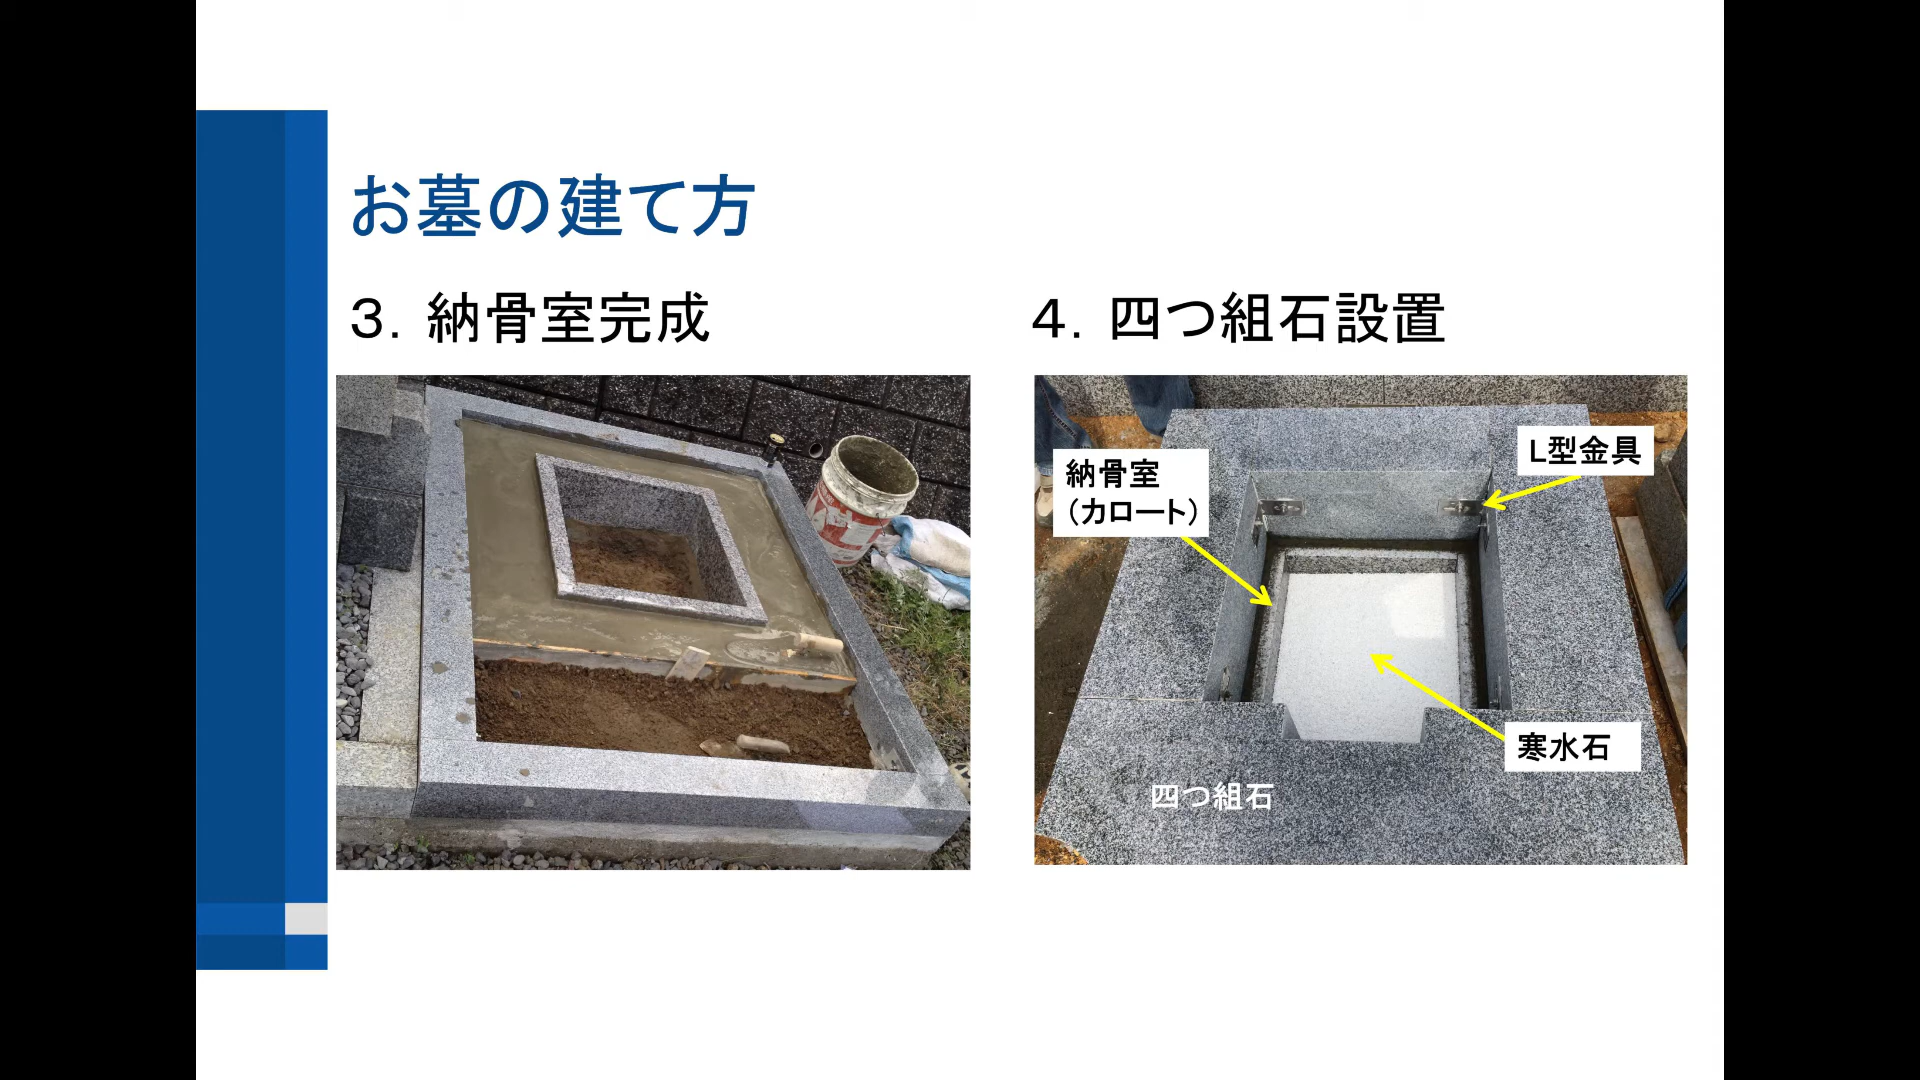 お墓の建て方
３．納骨室完成
４．四つ組石設置
納骨室
（カロート）
L型金具
寒水石
四つ組石